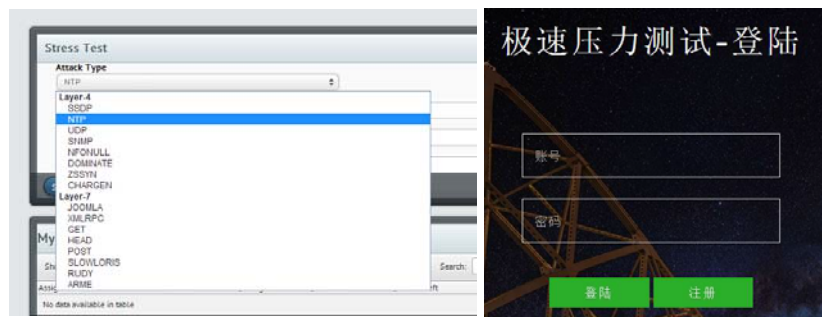 Stress Test
Attack Type
NTP
Layer-4
SSDP
NTP
UDP
SNMP
NFONULL
DOMINATE
ZSSYN
CHARGEN
Layer-7
JOOMLA
XMLRPC
GET
HEAD
POST
SLOWLORIS
RUDY
ARME
My
Search:
No data available in table
极速压力测试-登陆
账号
密码
登陆 注册